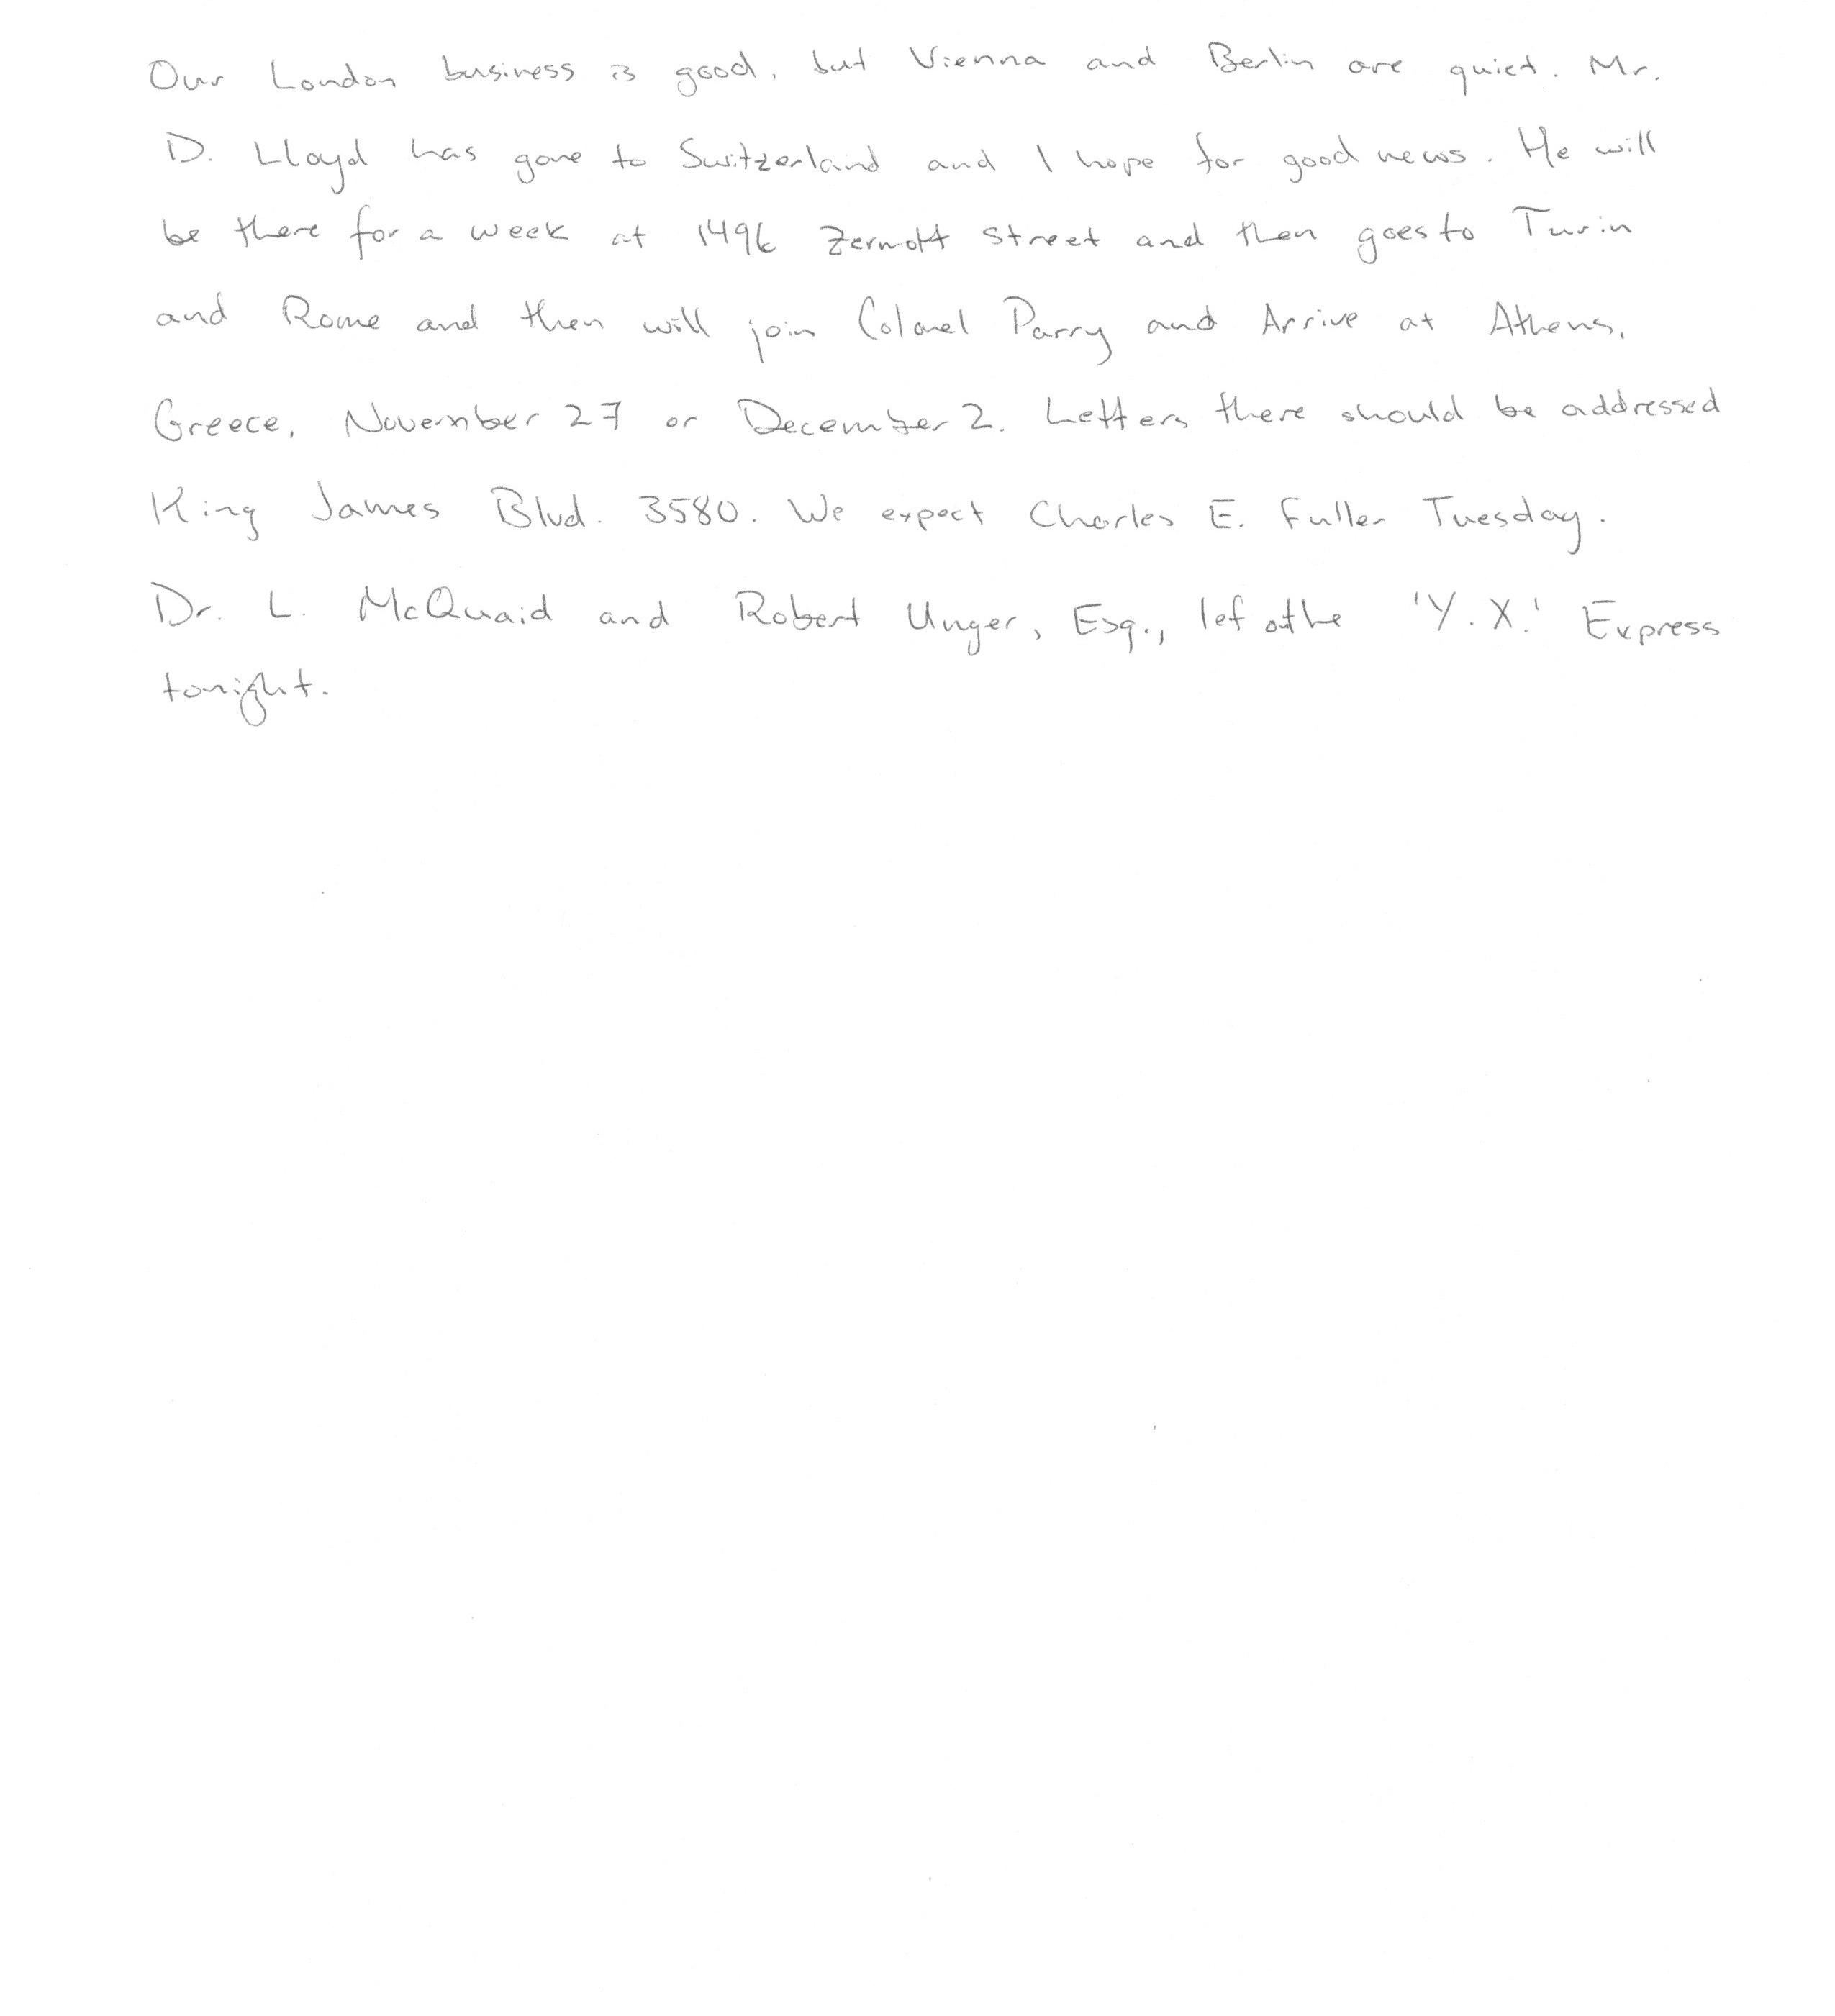 Our London business is good, but Vienna and Berlin are quiet. Mr.
D. Lloyd has gone to Switzerland and I hope for good news. He will
be there for a week at 1496 Zermott street and then goes to Turin
and Rome and then will join Colonel Parry and Arrive at Athens,
Greece, November 27 or December 2. Letters there should be addressed
King James Blvd. 3580. We expect Charles E. Fuller Tuesday.
Dr. L. McQuaid and Robert Unger, Esq., lef othe 'Y.X.' Express
tonight.